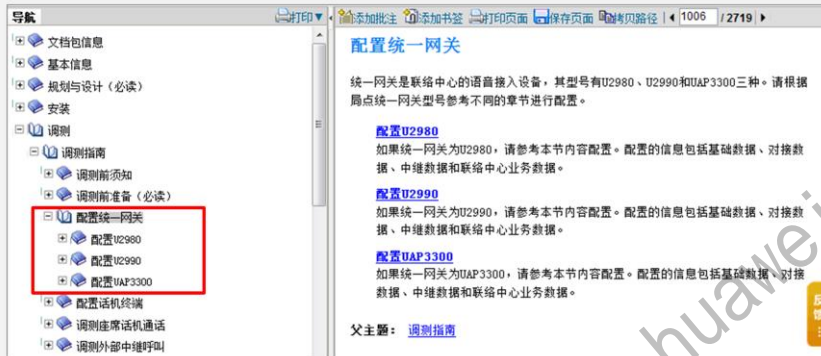 导航
打印▼
添加批注 添加书签 打印页面 保存页面 拷贝路径 1006 / 2719
文档包信息
基本信息
规划与设计（必读）
安装
调测
调测指南
调测前须知
调测前准备（必读）
配置统一网关
配置U2980
配置U2990
配置UAP3300
配置话机终端
调测座席话机通话
调测外部中继呼叫
配置统一网关
统一网关是联络中心的语音接入设备，其型号有U2980、U2990和UAP3300三种。请根据
局点统一网关型号参考不同的章节进行配置。
配置U2980
如果统一网关为U2980，请参考本节内容配置。配置的信息包括基础数据、对接数
据、中继数据和联络中心业务数据。
配置U2990
如果统一网关为U2990，请参考本节内容配置。配置的信息包括基础数据、对接数
据、中继数据和联络中心业务数据。
配置UAP3300
如果统一网关为UAP3300，请参考本节内容配置。配置的信息包括基础数据、对接
数据、中继数据和联络中心业务数据。
父主题： 调测指南
huawei